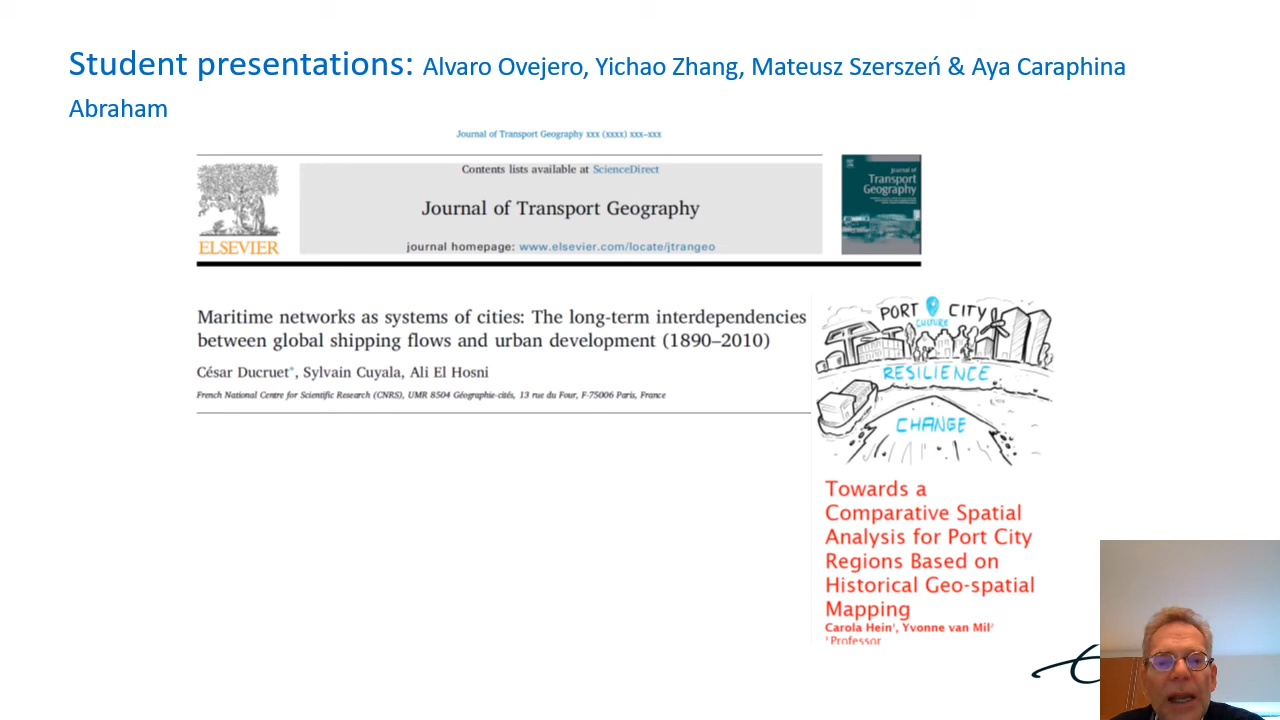 Student presentations: Alvaro Ovejero, Yichao Zhang, Mateusz Szerszeń & Aya Caraphina
Abraham
Journal of Transport Geography xxx (xxxx) xxx–xxx
Contents lists available at ScienceDirect
Journal of Transport Geography
journal homepage: www.elsevier.com/locate/jtrangeo
ELSEVIER
Journal of
Transport
Geography
Maritime networks as systems of cities: The long-term interdependencies
between global shipping flows and urban development (1890–2010)
César Ducruet*, Sylvain Cuyala, Ali El Hosni
French National Centre for Scientific Research (CNRS), UMR 8504 Géographie-cités, 13 rue du Four, F-75006 Paris, France
PORT CITY
CULTURE
RESILIENCE
CHANGE
Towards a
Comparative Spatial
Analysis for Port City
Regions Based on
Historical Geo-spatial
Mapping
Carola Hein¹, Yvonne van Mil²
¹ Professor